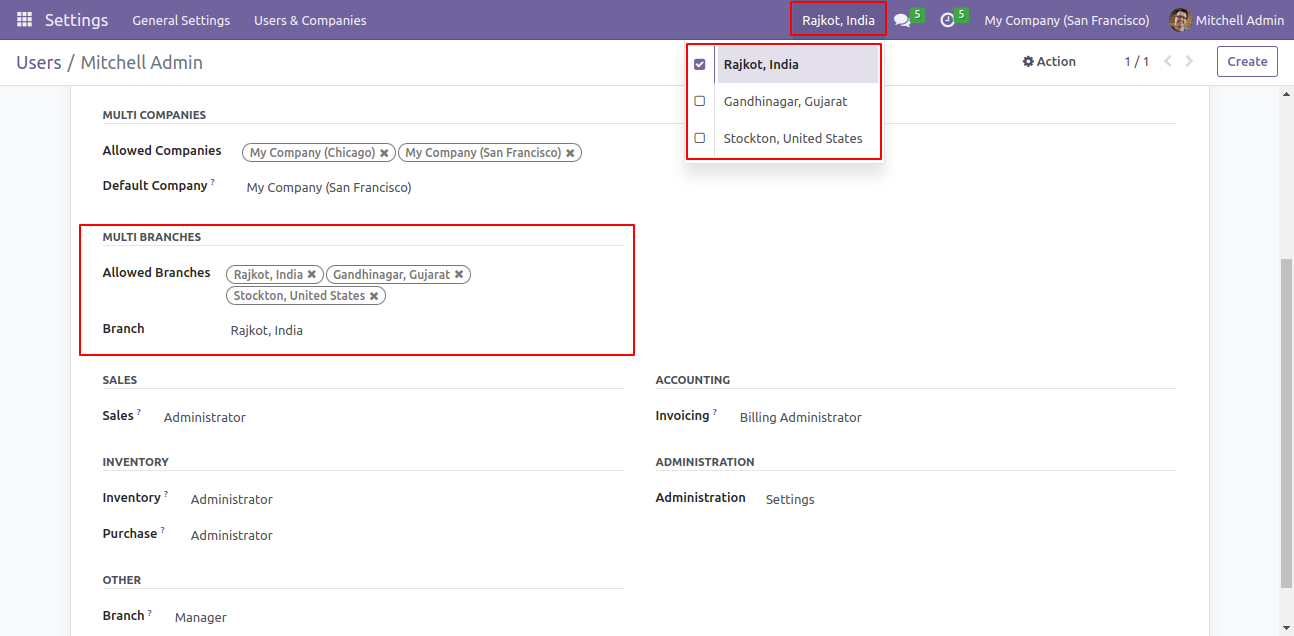 Settings General Settings Users & Companies Rajkot, India 5 5 My Company (San Francisco) Mitchell Admin
Users / Mitchell Admin Action 1 / 1 Create
Rajkot, India
Gandhinagar, Gujarat
Stockton, United States
MULTI COMPANIES
Allowed Companies My Company (Chicago) ✖ My Company (San Francisco) ✖
Default Company ? My Company (San Francisco)
MULTI BRANCHES
Allowed Branches Rajkot, India ✖ Gandhinagar, Gujarat ✖
Stockton, United States ✖
Branch Rajkot, India
SALES ACCOUNTING
Sales ? Administrator Invoicing ? Billing Administrator
INVENTORY ADMINISTRATION
Inventory ? Administrator Administration Settings
Purchase ? Administrator
OTHER
Branch ? Manager